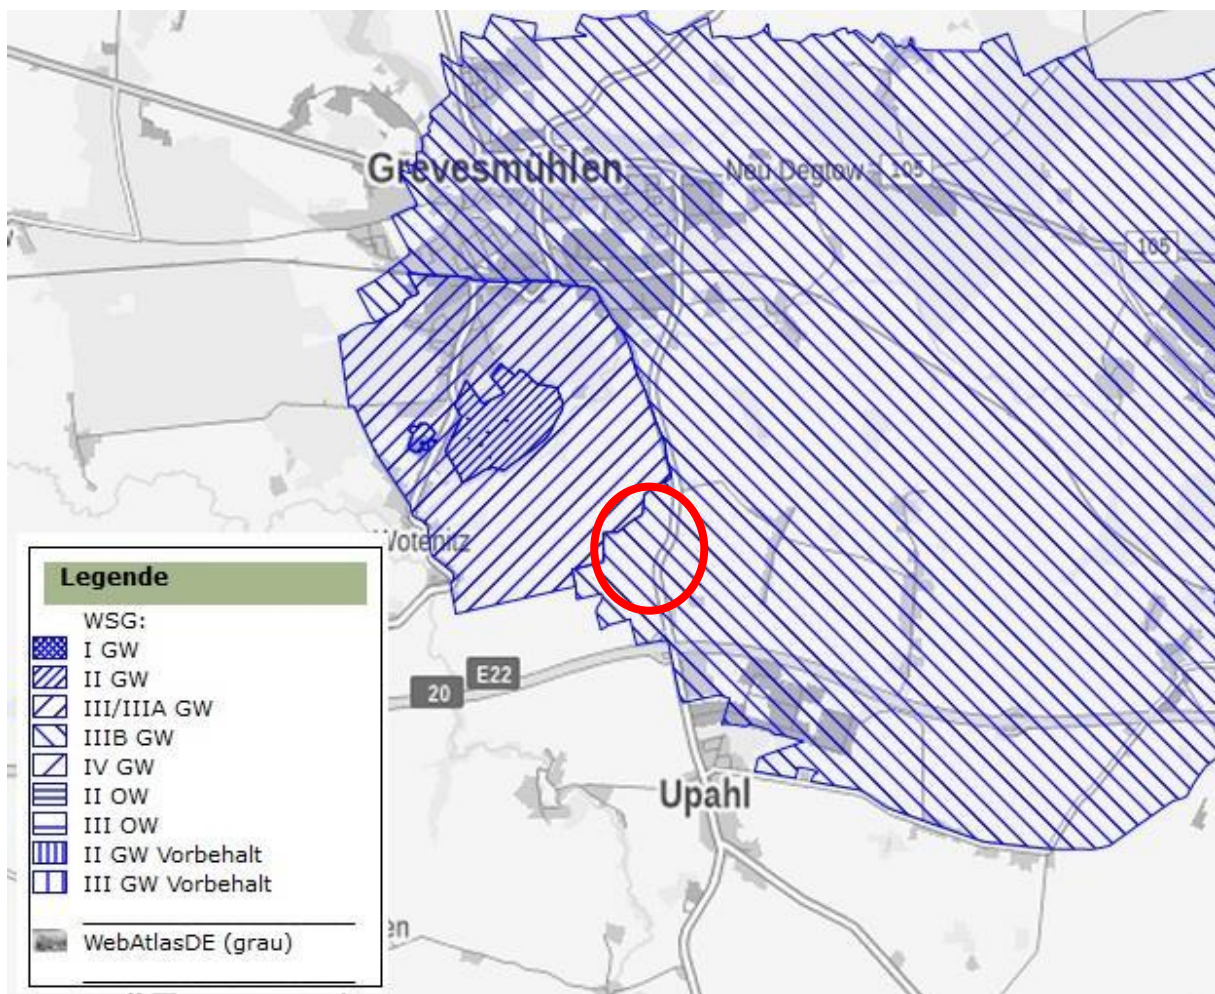 Grevesmühlen
Neu Degtow
105
105
Wotenitz
E22
20
Upahl
en
Legende
WSG:
I GW
II GW
III/IIIA GW
IIIB GW
IV GW
II OW
III OW
II GW Vorbehalt
III GW Vorbehalt
WebAtlasDE (grau)